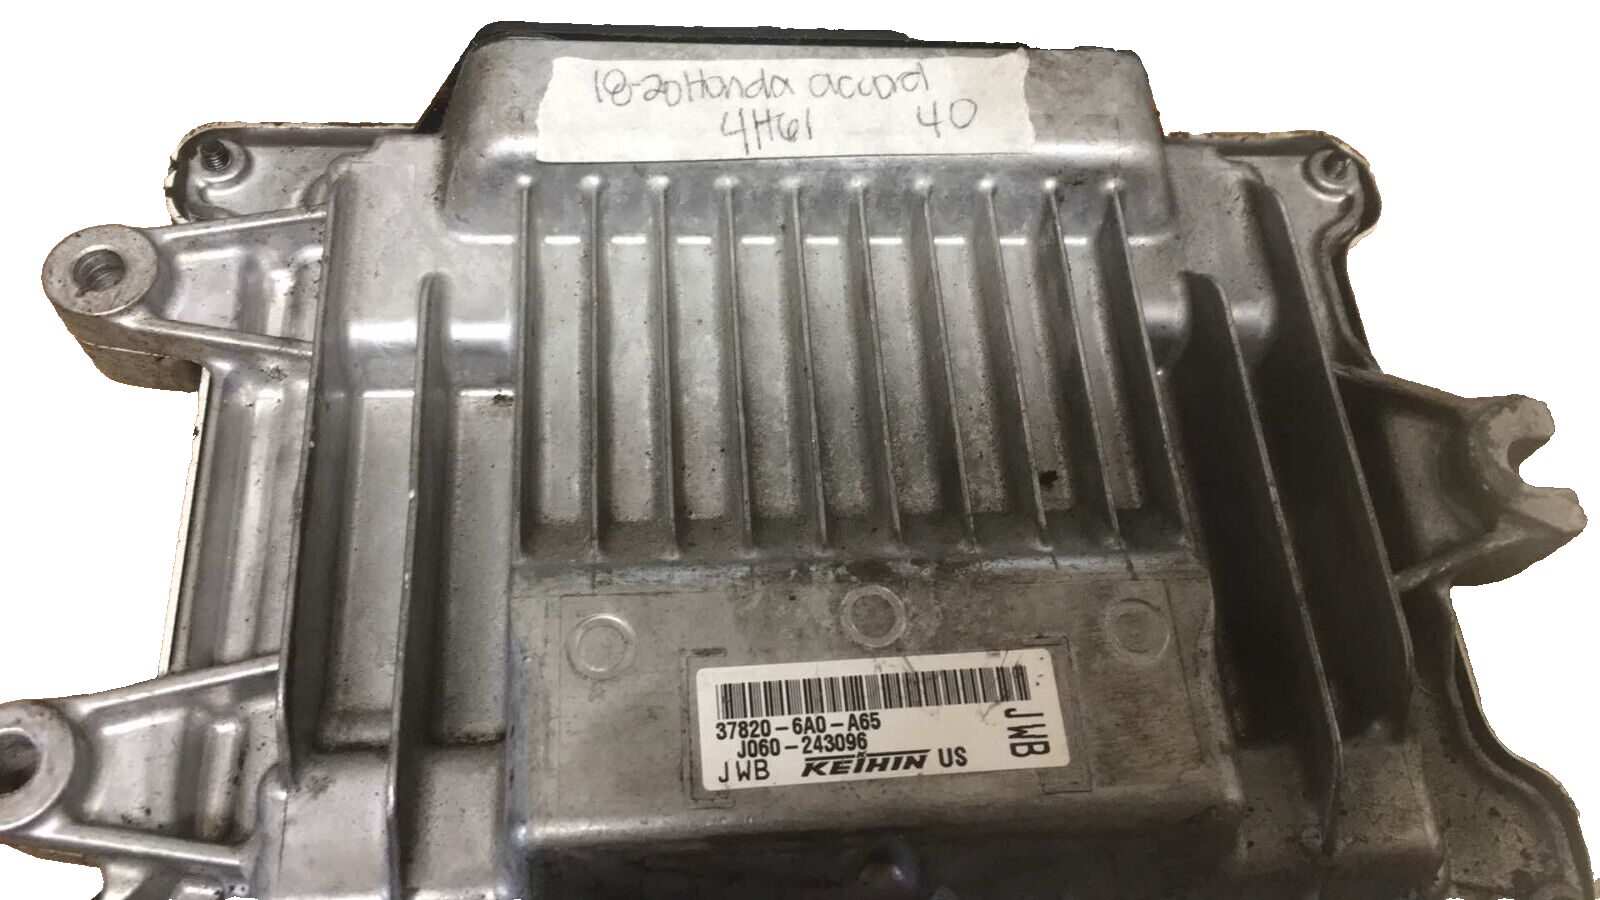 18-20 Honda accord
4H61 40
37820-6A0-A65
J060-243096
JWB KEIHIN US
JWB